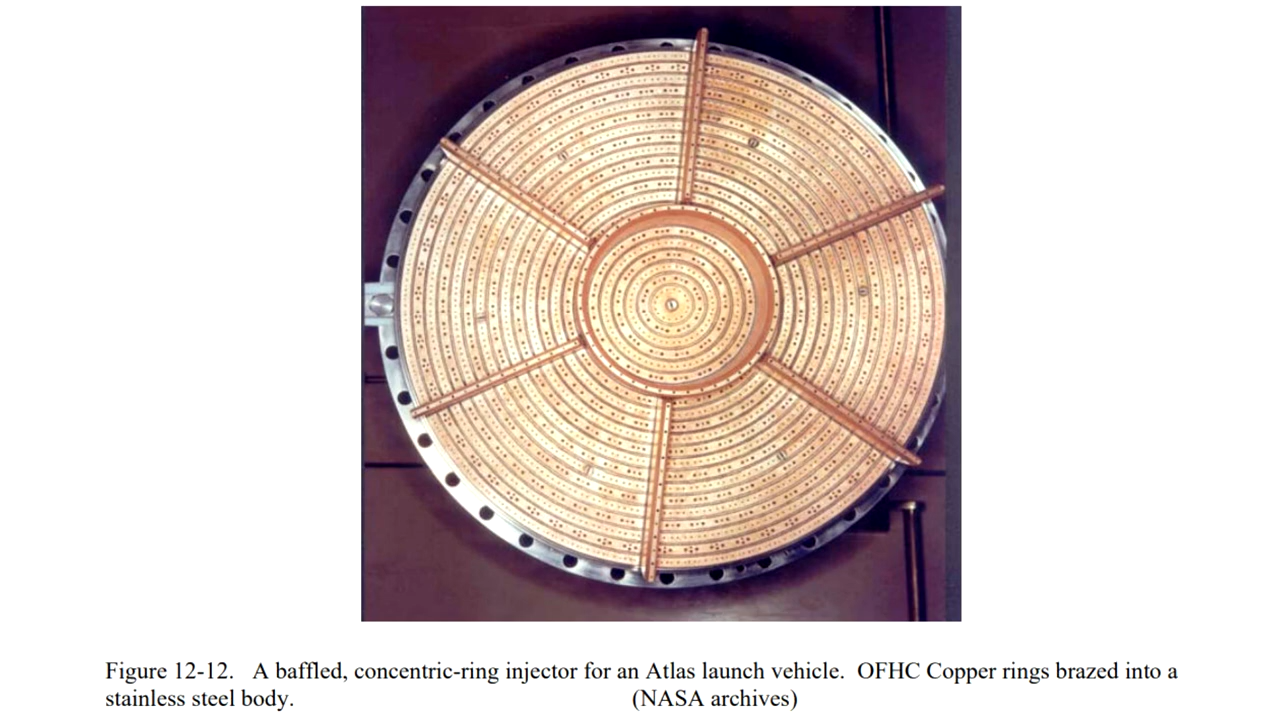 Figure 12-12. A baffled, concentric-ring injector for an Atlas launch vehicle. OFHC Copper rings brazed into a
stainless steel body. (NASA archives)